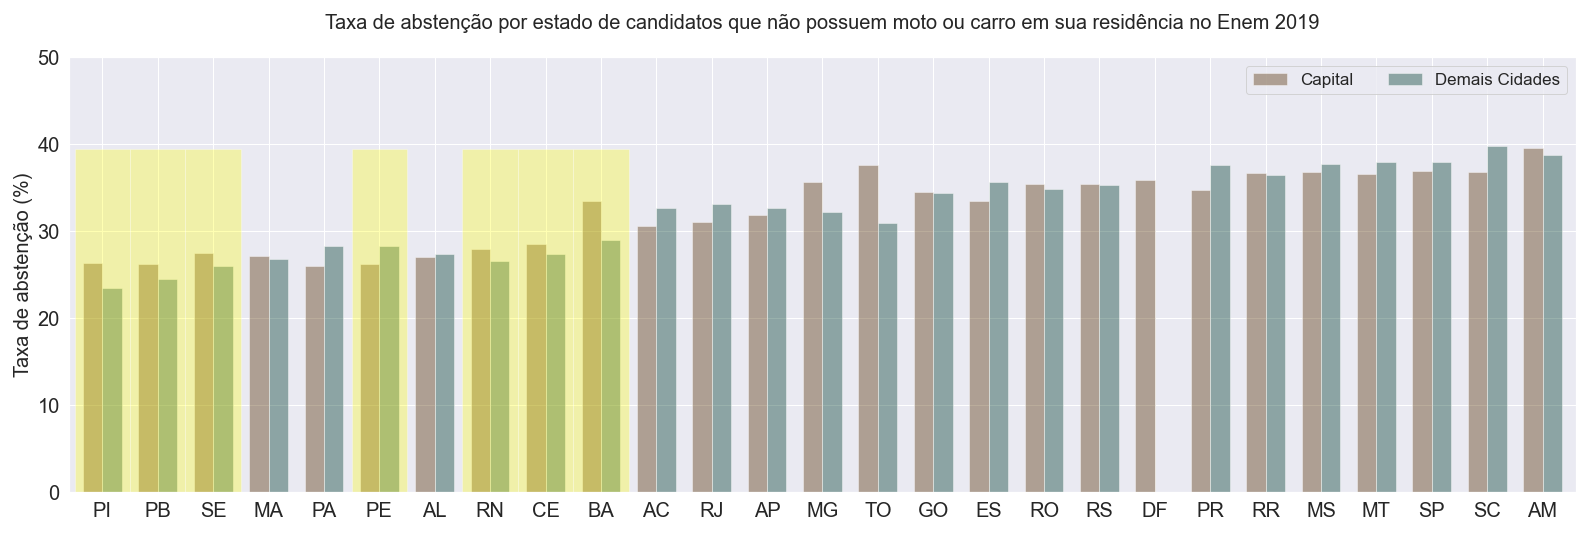 Taxa de abstenção por estado de candidatos que não possuem moto ou carro em sua residência no Enem 2019
Capital
Demais Cidades
Taxa de abstenção (%)
50
40
30
20
10
0
PI PB SE MA PA PE AL RN CE BA AC RJ AP MG TO GO ES RO RS DF PR RR MS MT SP SC AM